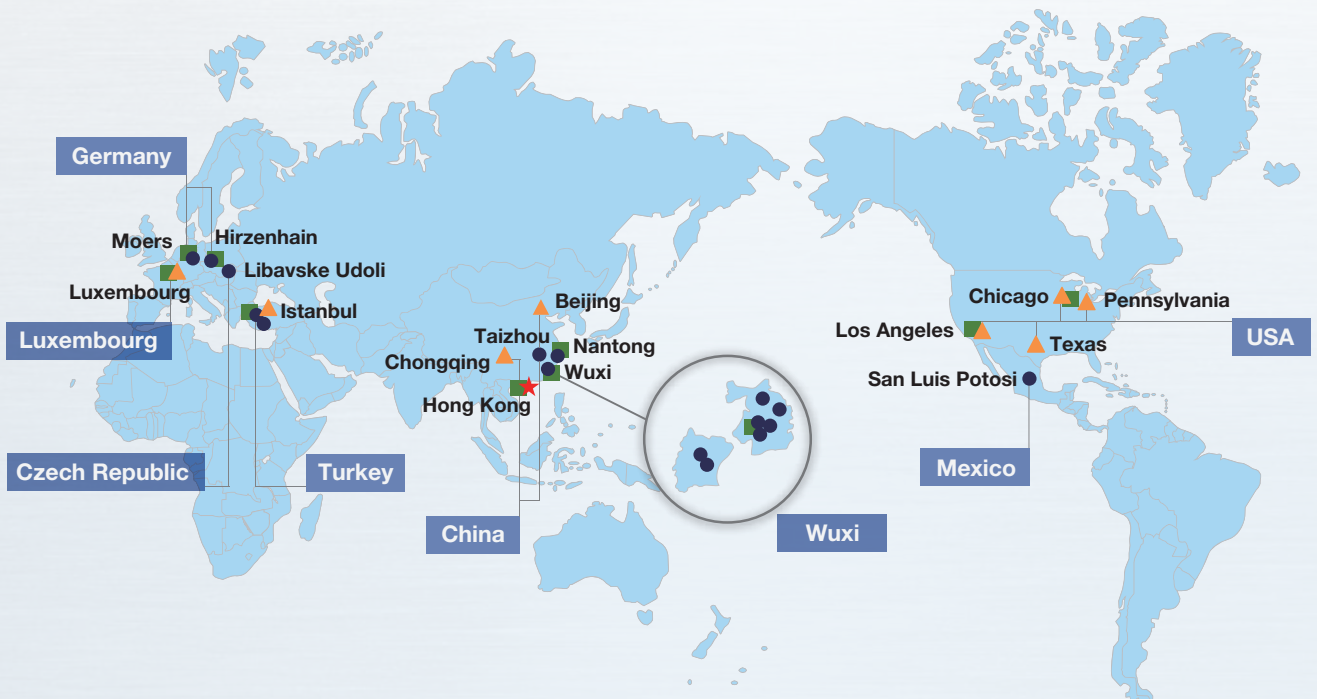 Germany
Moers
Hirzenhain
Libavske Udoli
Luxembourg
Istanbul
Luxembourg
Czech Republic
Turkey
Beijing
Taizhou
Nantong
Chongqing
Wuxi
Hong Kong
China
Wuxi
Chicago
Pennsylvania
Los Angeles
Texas
USA
San Luis Potosi
Mexico